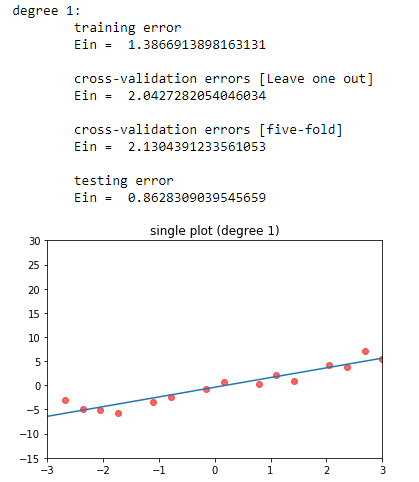 degree 1:
training error
Ein = 1.3866913898163131
cross-validation errors [Leave one out]
Ein = 2.0427282054046034
cross-validation errors [five-fold]
Ein = 2.1304391233561053
testing error
Ein = 0.8628309039545659
single plot (degree 1)
30
25
20
15
10
5
0
−5
−10
−15
−3 −2 −1 0 1 2 3